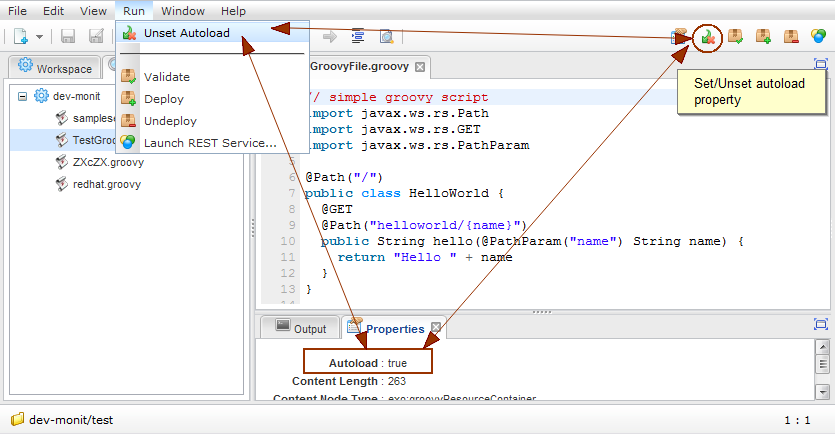 File Edit Run Window Help
Unset Autoload
Validate
Deploy
Undeploy
Launch REST Service...
Set/Unset autoload
property
Workspace
dev-monit
samplese
TestGroo
ZXcZX.groovy
redhat.groovy
GroovyFile.groovy
// simple groovy script
import javax.ws.rs.Path
import javax.ws.rs.GET
import javax.ws.rs.PathParam
5
6 @Path("/")
7 public class HelloWorld {
8 @GET
9 @Path("helloworld/{name}")
10 public String hello(@PathParam("name") String name) {
11 return "Hello " + name
12 }
13 }
14
Output
Properties
Autoload : true
Content Length : 263
Content Node Type : exo:groovyResourceContainer
dev-monit/test
1 : 1